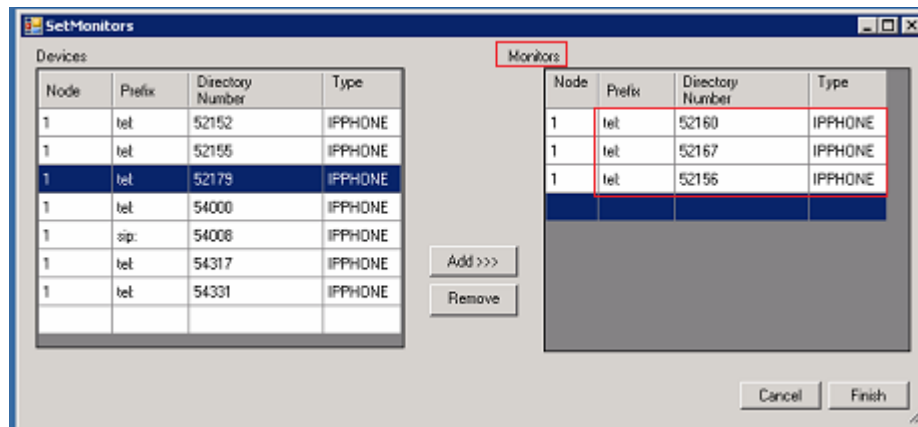 SetMonitors
Devices
Monitors
Node Prefix Directory Number Type
1 tel: 52152 IPPHONE
1 tel: 52155 IPPHONE
1 tel: 52179 IPPHONE
1 tel: 54000 IPPHONE
1 sip: 54008 IPPHONE
1 tel: 54317 IPPHONE
1 tel: 54331 IPPHONE
Add >>>
Remove
Node Prefix Directory Number Type
1 tel: 52160 IPPHONE
1 tel: 52167 IPPHONE
1 tel: 52156 IPPHONE
Cancel Finish